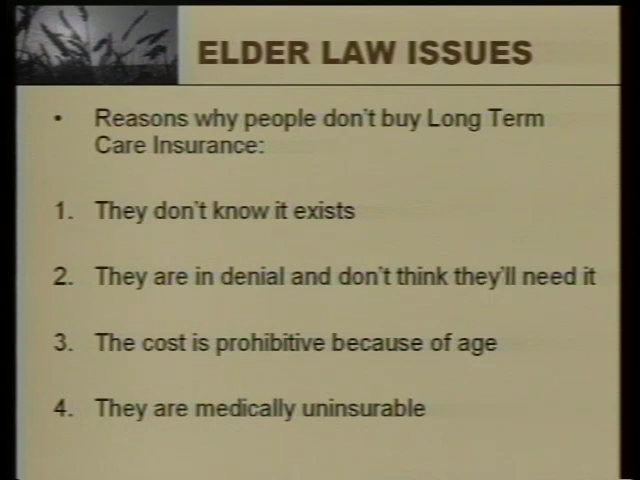 ELDER LAW ISSUES
• Reasons why people don't buy Long Term
Care Insurance:
1. They don't know it exists
2. They are in denial and don't think they'll need it
3. The cost is prohibitive because of age
4. They are medically uninsurable